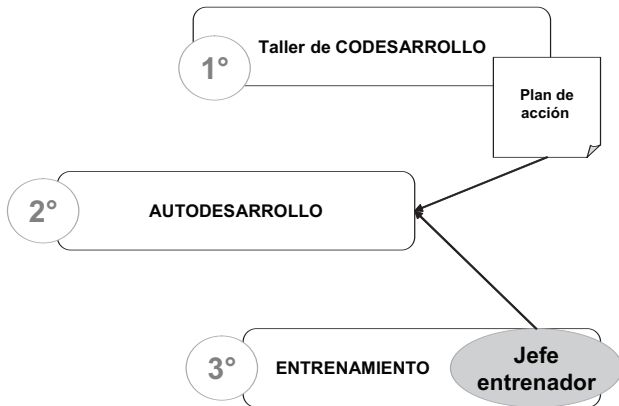 1°
Taller de CODESARROLLO
Plan de
acción
2°
AUTODESARROLLO
3°
ENTRENAMIENTO
Jefe
entrenador